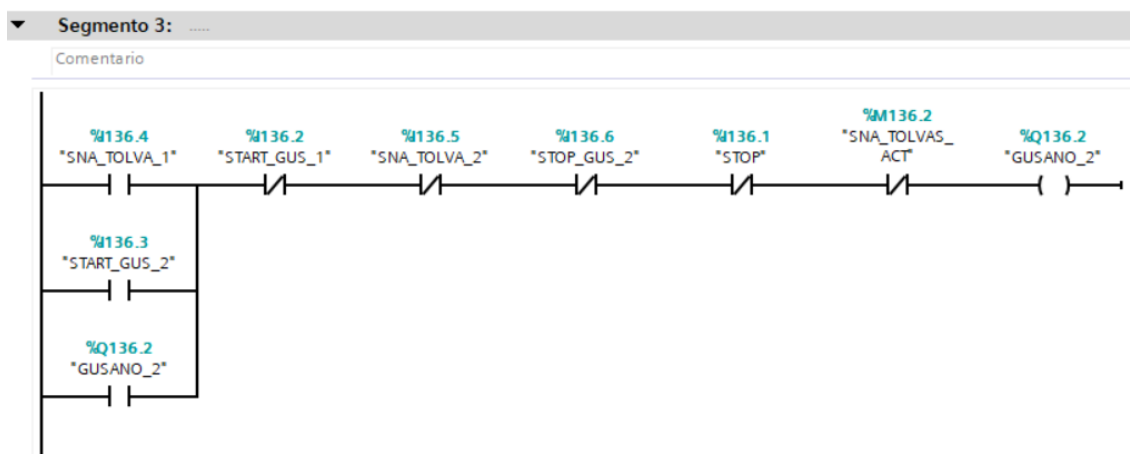 Segmento 3: .....
Comentario
%I136.4
"SNA_TOLVA_1"
%I136.2
"START_GUS_1"
%I136.5
"SNA_TOLVA_2"
%I136.6
"STOP_GUS_2"
%I136.1
"STOP"
%M136.2
"SNA_TOLVAS_
ACT"
%Q136.2
"GUSANO_2"
%I136.3
"START_GUS_2"
%Q136.2
"GUSANO_2"